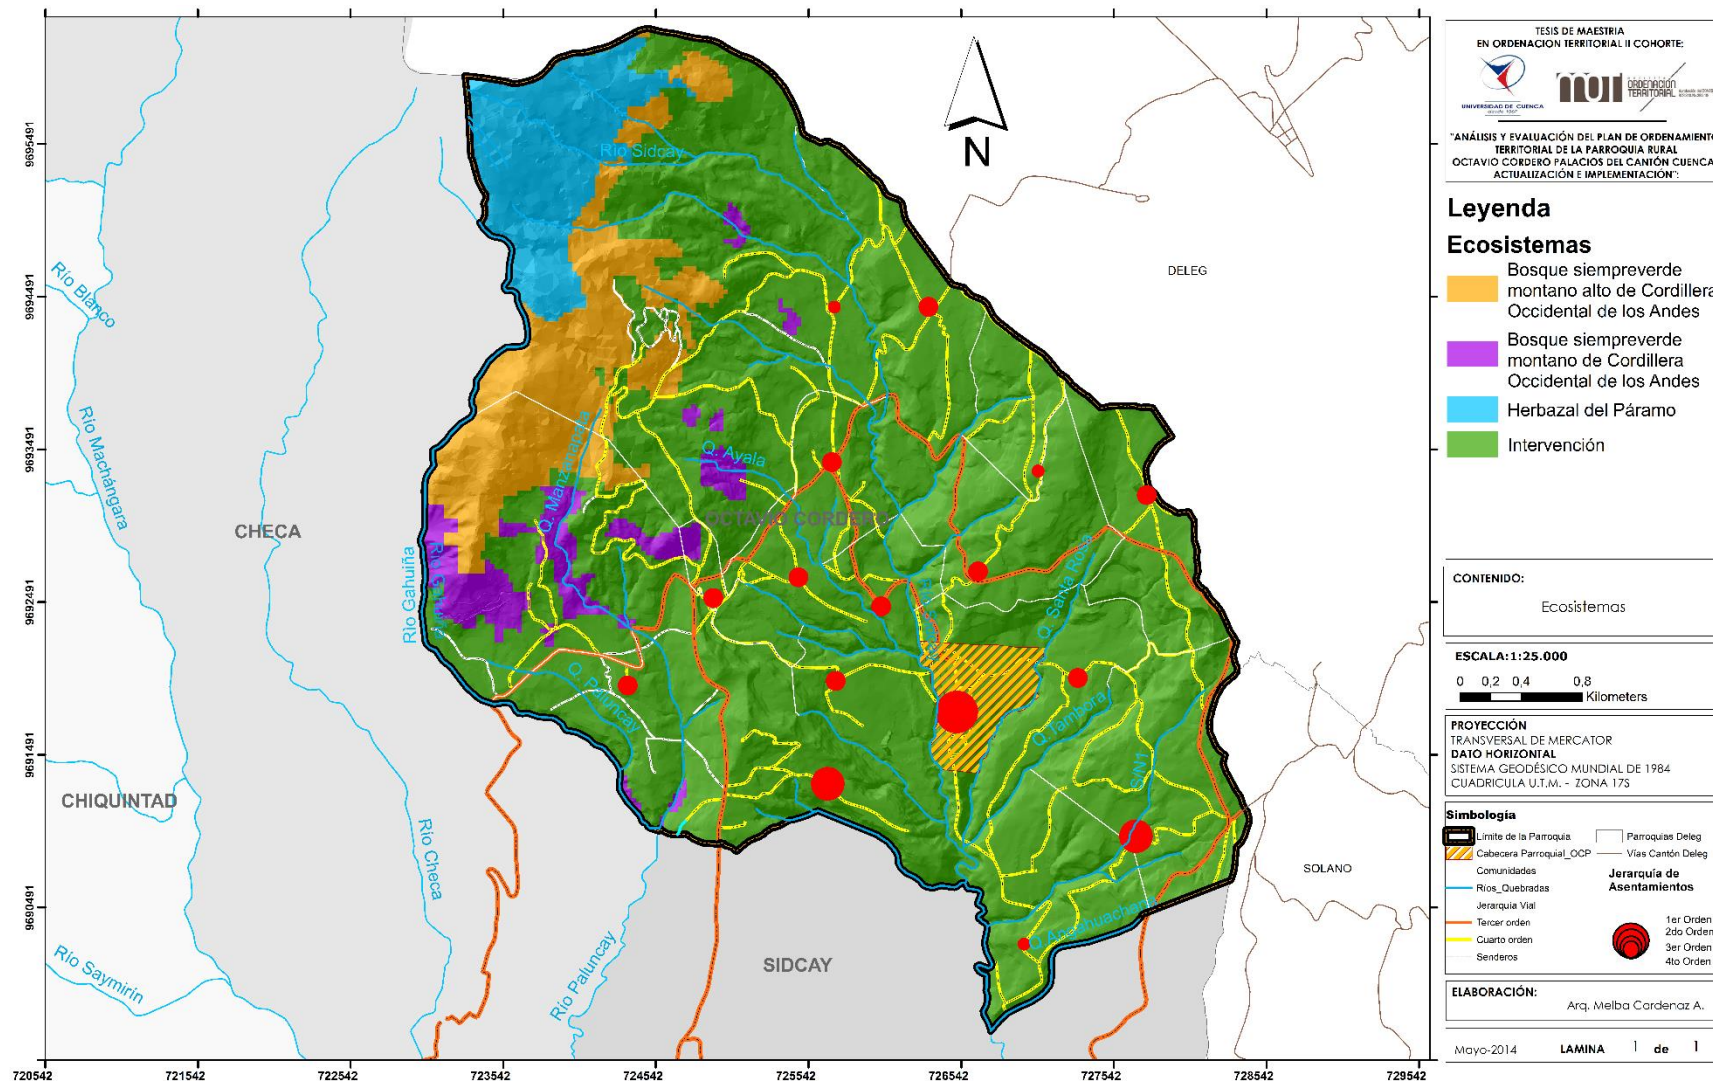 TESIS DE MAESTRIA
EN ORDENACION TERRITORIAL II COHORTE:
UNIVERSIDAD DE CUENCA
desde 1867
mot
ORDENACIÓN
TERRITORIAL
"ANÁLISIS Y EVALUACIÓN DEL PLAN DE ORDENAMIENTO
TERRITORIAL DE LA PARROQUIA RURAL
OCTAVIO CORDERO PALACIOS DEL CANTÓN CUENCA
ACTUALIZACIÓN E IMPLEMENTACIÓN":
Leyenda
Ecosistemas
Bosque siempreverde
montano alto de Cordillera
Occidental de los Andes
Bosque siempreverde
montano de Cordillera
Occidental de los Andes
Herbazal del Páramo
Intervención
CONTENIDO:
Ecosistemas
ESCALA:1:25.000
0 0,2 0,4 0,8
Kilometers
PROYECCIÓN
TRANSVERSAL DE MERCATOR
DATO HORIZONTAL
SISTEMA GEODÉSICO MUNDIAL DE 1984
CUADRICULA U.T.M. - ZONA 17S
Simbología
Límite de la Parroquia
Cabecera Parroquial_OCP
Comunidades
Ríos_Quebradas
Jerarquía Vial
Tercer orden
Cuarto orden
Senderos
Parroquias Deleg
Vías Cantón Deleg
Jerarquía de
Asentamientos
1er Orden
2do Orden
3er Orden
4to Orden
ELABORACIÓN:
Arq. Melba Cardenaz A.
Mayo-2014 LAMINA 1 de 1
N
Río Sidcay
DELEG
Río Blanco
Río Machángara
CHECA
Q. Manzanapata
Q. Ayala
OCTAVIO CORDERO
Río Gahuiña
Q. Santa Rosa
Q. Paluncay
Q. Tambora
S/N1
CHIQUINTAD
Río Checa
SOLANO
Río Saymirín
Río Paluncay
SIDCAY
9695491
9694491
9693491
9692491
9691491
9690491
720542 721542 722542 723542 724542 725542 726542 727542 728542 729542